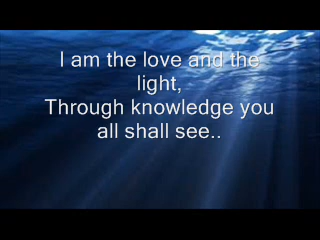 I am the love and the
light,
Through knowledge you
all shall see..